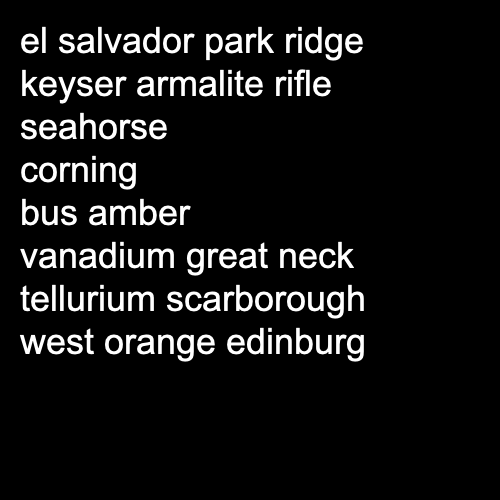 el salvador park ridge
keyser armalite rifle
seahorse
corning
bus amber
vanadium great neck
tellurium scarborough
west orange edinburg